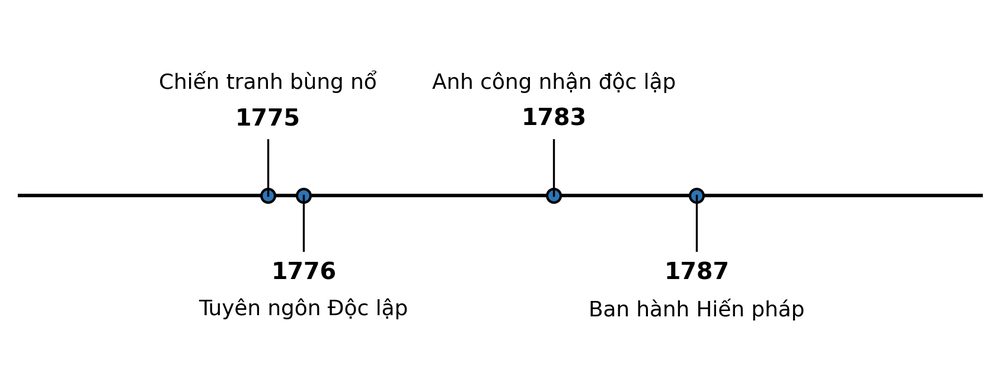 Chiến tranh bùng nổ
1775
Anh công nhận độc lập
1783
1776
Tuyên ngôn Độc lập
1787
Ban hành Hiến pháp